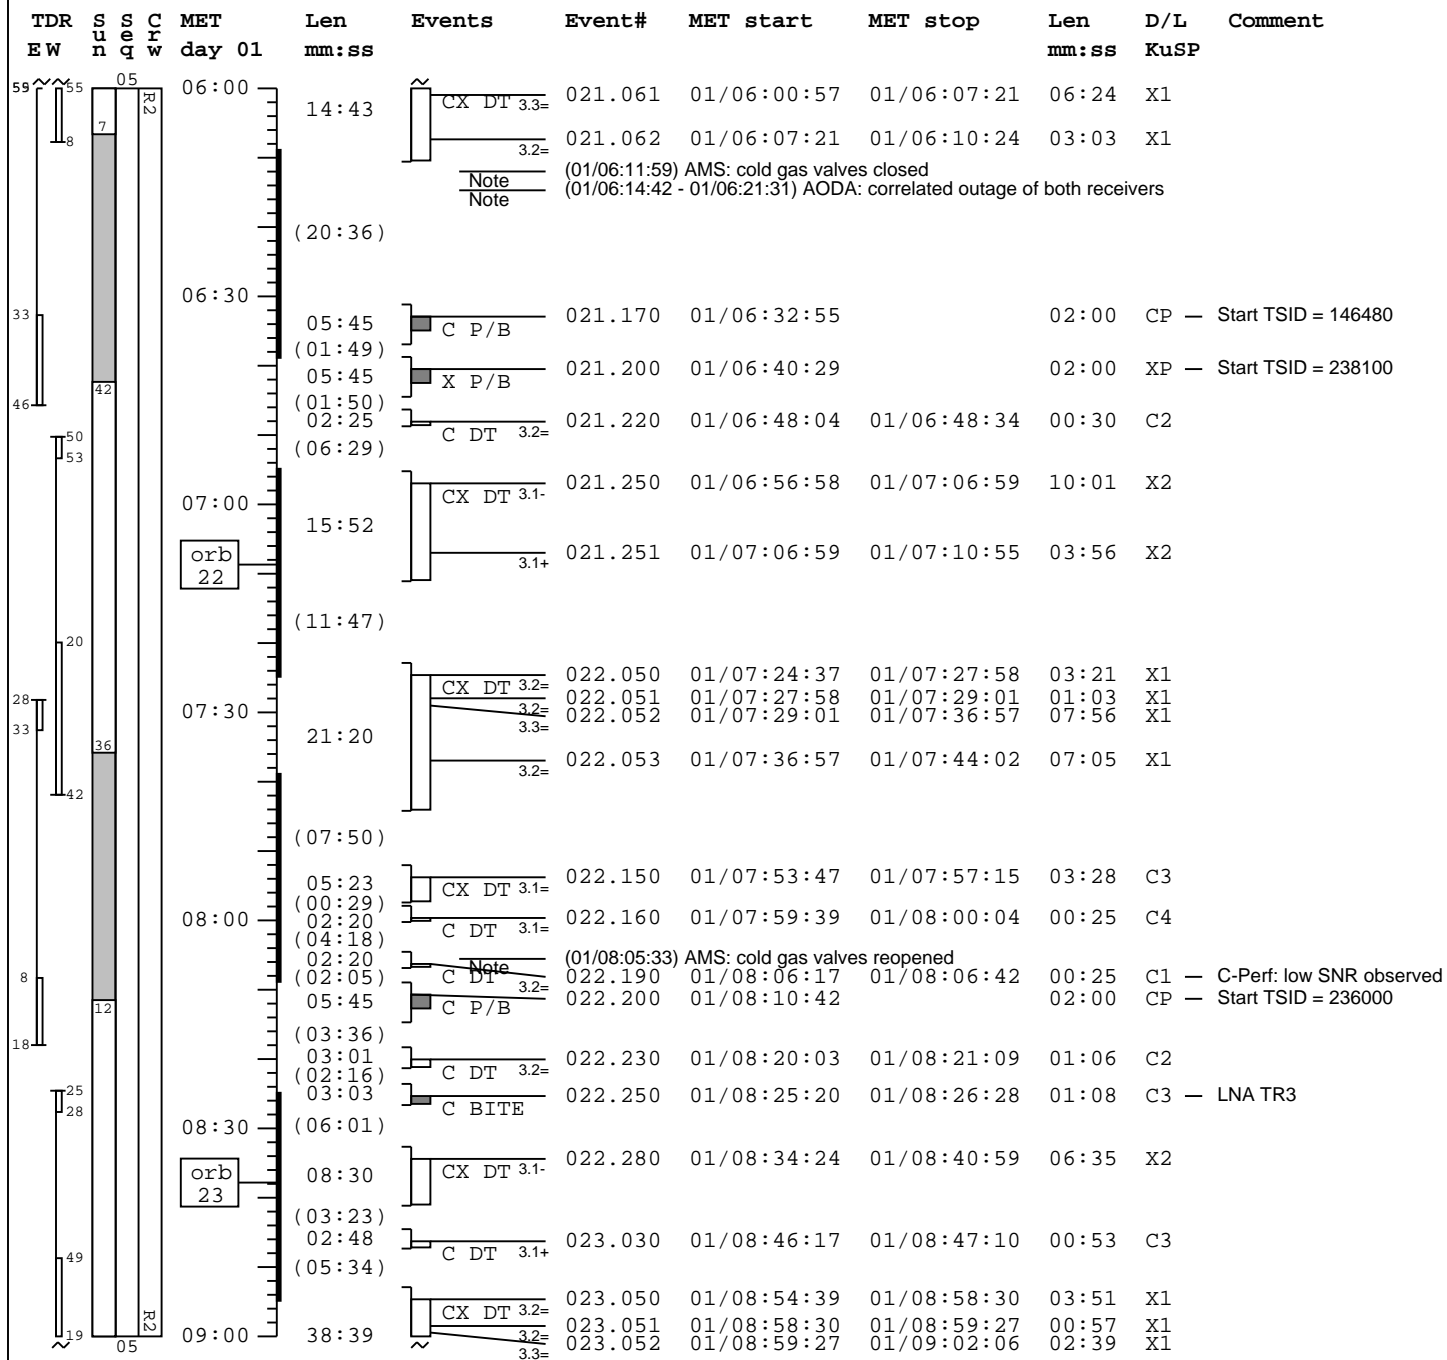 TDR Sun Seq Crw MET Len Events Event# MET start MET stop Len D/L Comment
E W day 01 mm:ss mm:ss KuSP
59 55 05 R2 06:00 14:43 CX DT 3.3= 021.061 01/06:00:57 01/06:07:21 06:24 X1
7 8 3.2= 021.062 01/06:07:21 01/06:10:24 03:03 X1
Note (01/06:11:59) AMS: cold gas valves closed
Note (01/06:14:42 - 01/06:21:31) AODA: correlated outage of both receivers
(20:36)
06:30
33 05:45 C P/B 021.170 01/06:32:55 02:00 CP — Start TSID = 146480
(01:49)
42 05:45 X P/B 021.200 01/06:40:29 02:00 XP — Start TSID = 238100
46 (01:50)
02:25 C DT 3.2= 021.220 01/06:48:04 01/06:48:34 00:30 C2
50
53 (06:29)
07:00 CX DT 3.1- 021.250 01/06:56:58 01/07:06:59 10:01 X2
15:52
orb 22 3.1+ 021.251 01/07:06:59 01/07:10:55 03:56 X2
(11:47)
20
CX DT 3.2= 022.050 01/07:24:37 01/07:27:58 03:21 X1
28 3.2= 022.051 01/07:27:58 01/07:29:01 01:03 X1
33 07:30 3.3= 022.052 01/07:29:01 01/07:36:57 07:56 X1
36 21:20
3.2= 022.053 01/07:36:57 01/07:44:02 07:05 X1
42
(07:50)
05:23 CX DT 3.1= 022.150 01/07:53:47 01/07:57:15 03:28 C3
(00:29)
08:00 02:20 C DT 3.1= 022.160 01/07:59:39 01/08:00:04 00:25 C4
(04:18)
02:20 Note (01/08:05:33) AMS: cold gas valves reopened
8 (02:05) C DT 3.2= 022.190 01/08:06:17 01/08:06:42 00:25 C1 — C-Perf: low SNR observed
12 05:45 C P/B 022.200 01/08:10:42 02:00 CP — Start TSID = 236000
18 (03:36)
03:01 C DT 3.2= 022.230 01/08:20:03 01/08:21:09 01:06 C2
(02:16)
25 03:03 C BITE 022.250 01/08:25:20 01/08:26:28 01:08 C3 — LNA TR3
28
08:30 (06:01)
orb 23 08:30 CX DT 3.1- 022.280 01/08:34:24 01/08:40:59 06:35 X2
(03:23)
02:48 C DT 3.1+ 023.030 01/08:46:17 01/08:47:10 00:53 C3
49 (05:34)
CX DT 3.2= 023.050 01/08:54:39 01/08:58:30 03:51 X1
R2 3.2= 023.051 01/08:58:30 01/08:59:27 00:57 X1
19 05 09:00 38:39 3.3= 023.052 01/08:59:27 01/09:02:06 02:39 X1